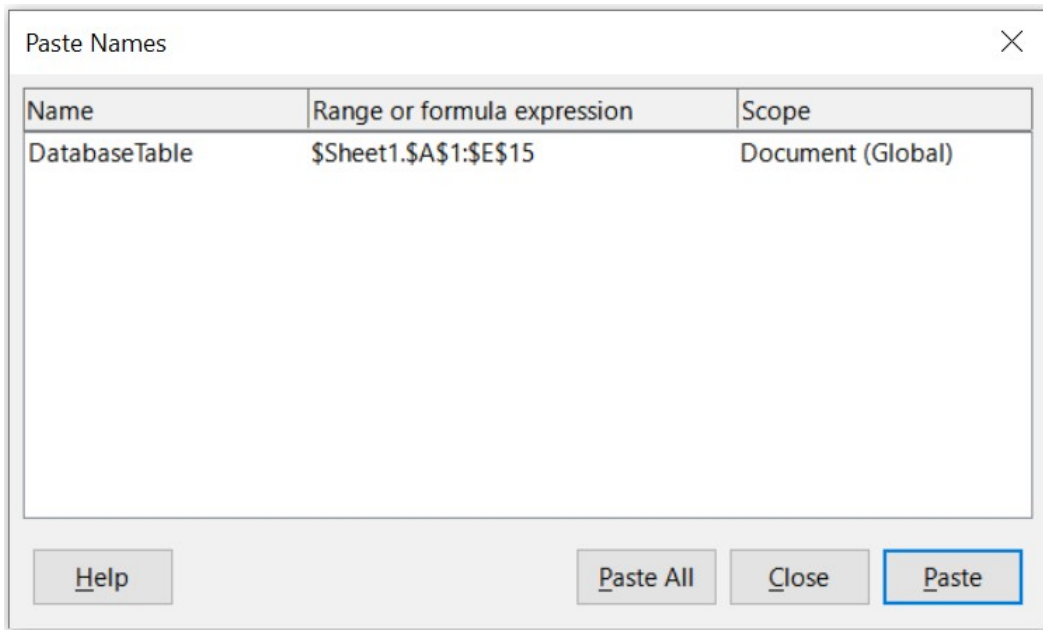 Paste Names
Name Range or formula expression Scope
DatabaseTable $Sheet1.$A$1:$E$15 Document (Global)
Help Paste All Close Paste